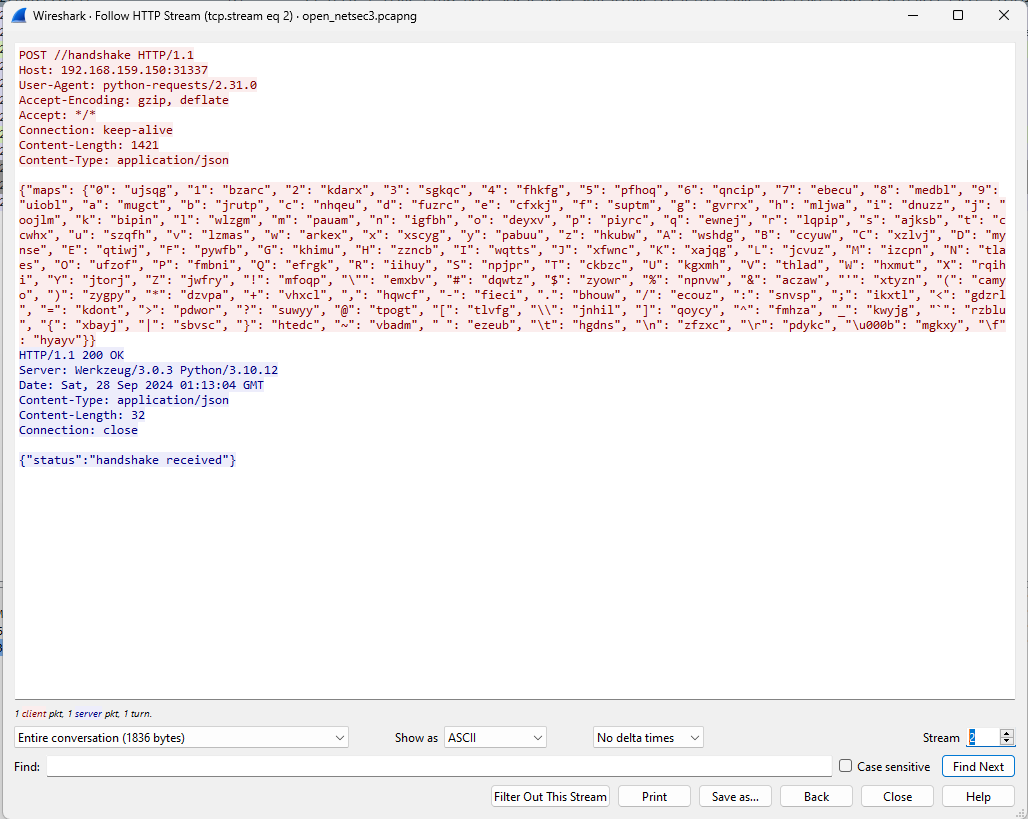 Wireshark · Follow HTTP Stream (tcp.stream eq 2) · open_netsec3.pcapng
POST //handshake HTTP/1.1
Host: 192.168.159.150:31337
User-Agent: python-requests/2.31.0
Accept-Encoding: gzip, deflate
Accept: */*
Connection: keep-alive
Content-Length: 1421
Content-Type: application/json
{"maps": {"0": "ujsqg", "1": "bzarc", "2": "kdarx", "3": "sgkqc", "4": "fhkfg", "5": "pfhoq", "6": "qncip", "7": "ebecu", "8": "medbl", "9":
"uiobl", "a": "mugct", "b": "jrutp", "c": "nhqeu", "d": "fuzrc", "e": "cfxkj", "f": "suptm", "g": "gvrrx", "h": "mljwa", "i": "dnuzz", "j": "
oojlm", "k": "bipin", "l": "wlzgm", "m": "pauam", "n": "igfbh", "o": "deyxv", "p": "piyrc", "q": "ewnej", "r": "lqpip", "s": "ajksb", "t": "c
cwhx", "u": "szqfh", "v": "lzmas", "w": "arkex", "x": "xscyg", "y": "pabuu", "z": "hkubw", "A": "wshdg", "B": "ccyuw", "C": "xzlvj", "D": "my
nse", "E": "qtiwj", "F": "pywfb", "G": "khimu", "H": "zzncb", "I": "wqtts", "J": "xfwnc", "K": "xajqg", "L": "jcvuz", "M": "izcpn", "N": "tla
es", "O": "ufzof", "P": "fmbni", "Q": "efrgk", "R": "iihuy", "S": "npjpr", "T": "ckbzc", "U": "kgxmh", "V": "thlad", "W": "hxmut", "X": "rqih
i", "Y": "jtorj", "Z": "jwfry", "!": "mfoqp", "\"": "emxbv", "#": "dqwtz", "$": "zyowr", "%": "npnvw", "&": "aczaw", "'": "xtyzn", "(": "camy
o", ")": "zygpy", "*": "dzvpa", "+": "vhxcl", ",": "hqwcf", "-": "fieci", ".": "bhouw", "/": "ecouz", ":": "snvsp", ";": "ikxtl", "<": "gdzrl
", "=": "kdont", ">": "pdwor", "?": "suwyy", "@": "tpogt", "[": "tlvfg", "\\": "jnhil", "]": "qoycy", "^": "fmhza", "_": "kwyjg", "`": "rzblu
", "{": "xbayj", "|": "sbvsc", "}": "htedc", "~": "vbadm", " ": "ezeub", "\t": "hgdns", "\n": "zfzxc", "\r": "pdykc", "\u000b": "mgkxy", "\f"
: "hyayv"}}
HTTP/1.1 200 OK
Server: Werkzeug/3.0.3 Python/3.10.12
Date: Sat, 28 Sep 2024 01:13:04 GMT
Content-Type: application/json
Content-Length: 32
Connection: close
{"status":"handshake received"}
1 client pkt, 1 server pkt, 1 turn.
Entire conversation (1836 bytes) Show as ASCII No delta times Stream 2
Find: Case sensitive Find Next
Filter Out This Stream Print Save as... Back Close Help